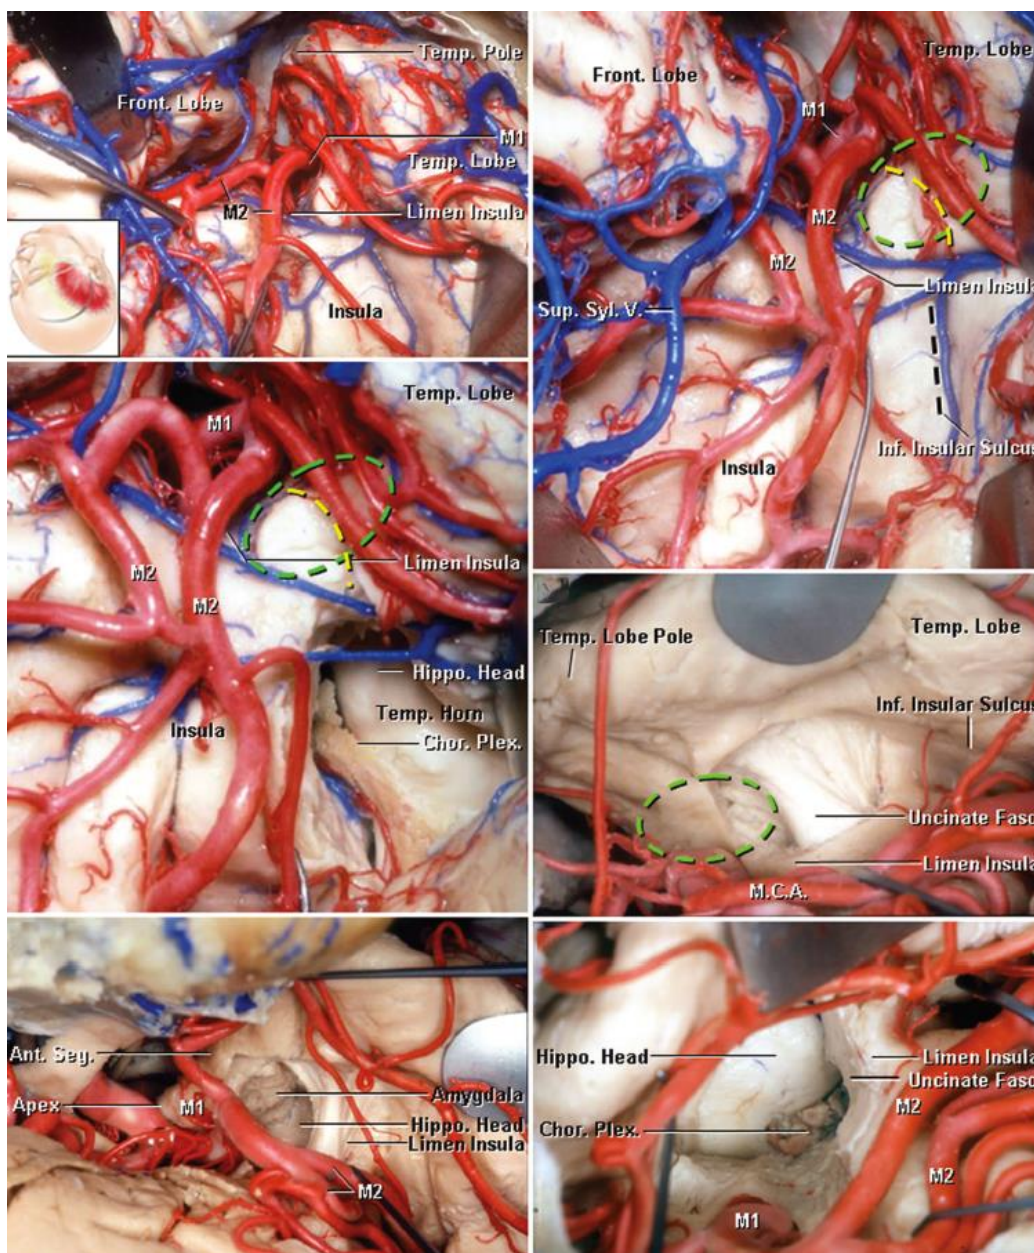 Temp. Pole
Front. Lobe
M1
Temp. Lobe
M2
Limen Insula
Insula
Temp. Lobe
Front. Lobe
M1
M2
M2
Limen Insula
Sup. Syl. V.
Inf. Insular Sulcus
Insula
Temp. Lobe
M1
Limen Insula
M2
M2
Hippo. Head
Temp. Horn
Insula
Chor. Plex.
Temp. Lobe Pole
Temp. Lobe
Inf. Insular Sulcus
Uncinate Fasc
Limen Insula
M.C.A.
Ant. Seg.
Amygdala
Apex
M1
Hippo. Head
Limen Insula
M2
Hippo. Head
Limen Insula
Uncinate Fasc
M2
Chor. Plex.
M2
M1